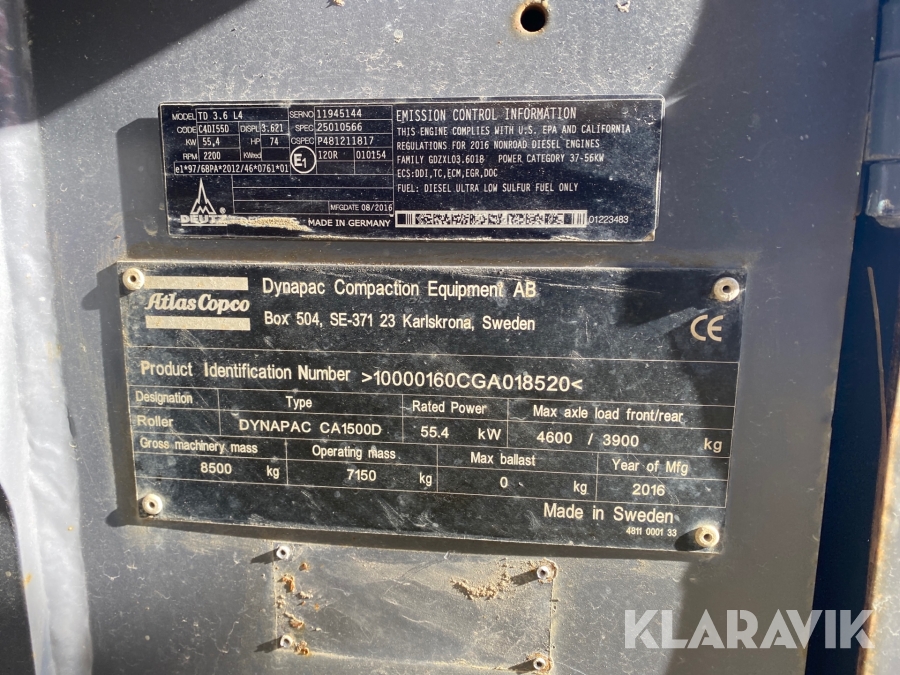 MODEL TD 3.6 L4 SERNO 11945144
CODE C4DI55D DISPL 3.621 SPEC 25010566
KW 55,4 HP 74 CSPEC P481211817
RPM 2200 KWred E1 120R 010154
e1*97/68PA*2012/46*0761*01
MFGDATE 08/2016
DEUTZ MADE IN GERMANY
EMISSION CONTROL INFORMATION
THIS ENGINE COMPLIES WITH U.S. EPA AND CALIFORNIA
REGULATIONS FOR 2016 NONROAD DIESEL ENGINES
FAMILY GDZXL03.6018 POWER CATEGORY 37-56KW
ECS:DDI,TC,ECM,EGR,DOC
FUEL: DIESEL ULTRA LOW SULFUR FUEL ONLY
01223483
Atlas Copco
Dynapac Compaction Equipment AB
Box 504, SE-371 23 Karlskrona, Sweden
CE
Product Identification Number >10000160CGA018520<
Designation Type Rated Power Max axle load front/rear
Roller DYNAPAC CA1500D 55.4 kW 4600 / 3900 kg
Gross machinery mass Operating mass Max ballast Year of Mfg
8500 kg 7150 kg 0 kg 2016
Made in Sweden
4811 0001 33
KLARAVIK